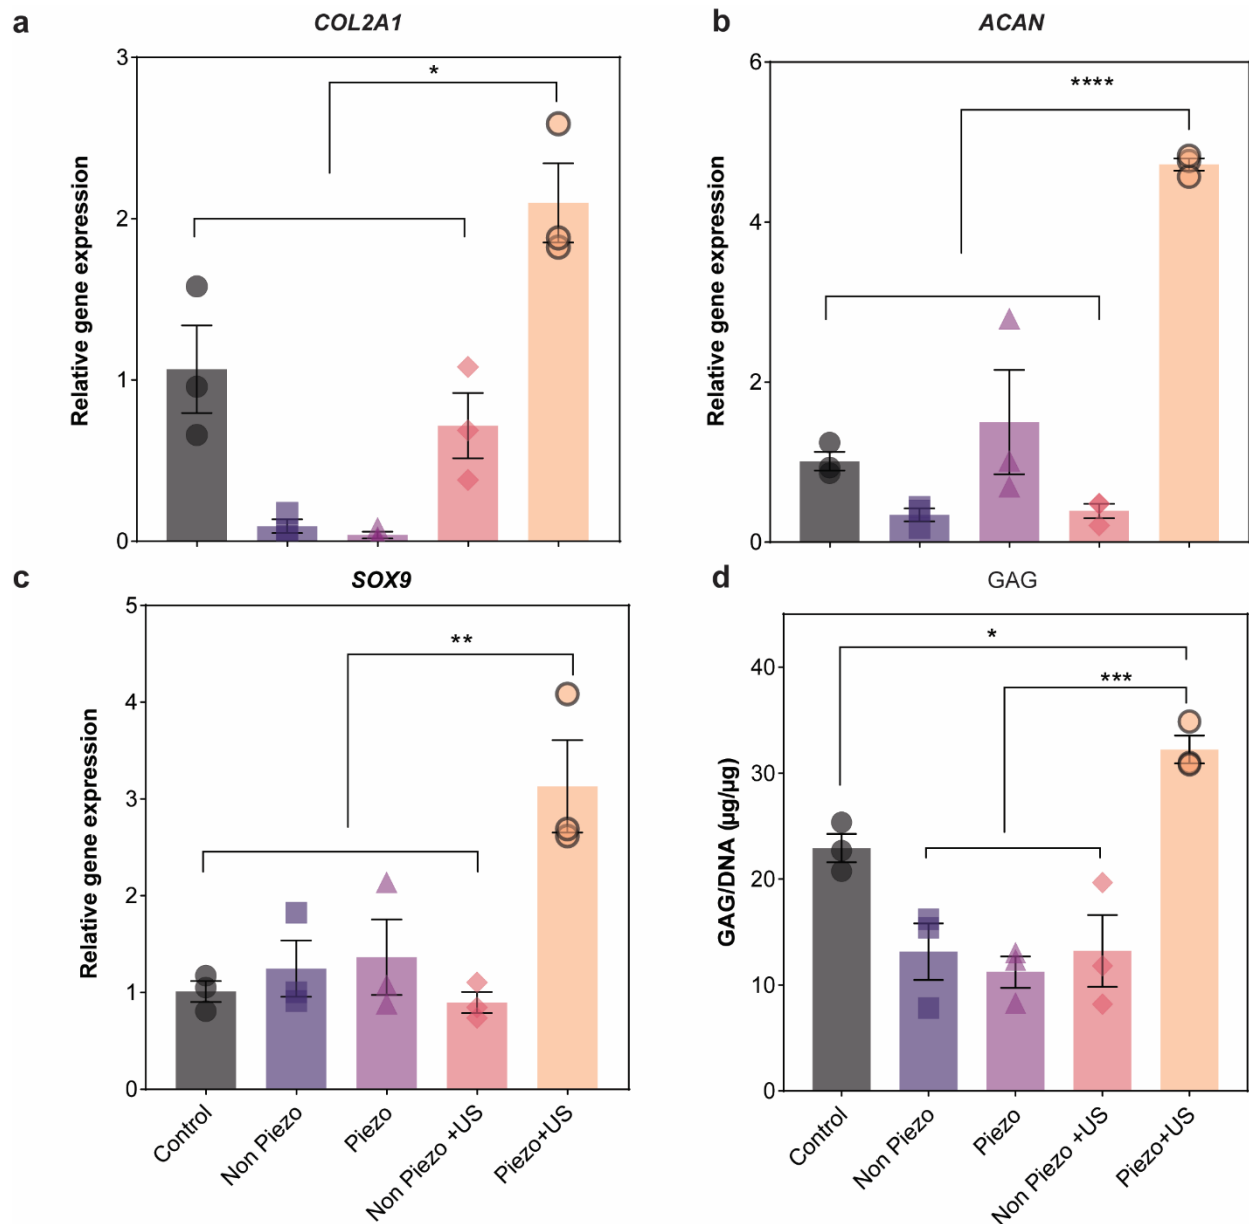 a
COL2A1
Relative gene expression
3
2
1
0
*
b
ACAN
Relative gene expression
6
4
2
0
****
c
SOX9
Relative gene expression
5
4
3
2
1
0
**
Control
Non Piezo
Piezo
Non Piezo +US
Piezo+US
d
GAG
GAG/DNA (µg/µg)
40
30
20
10
0
*
***
Control
Non Piezo
Piezo
Non Piezo +US
Piezo+US